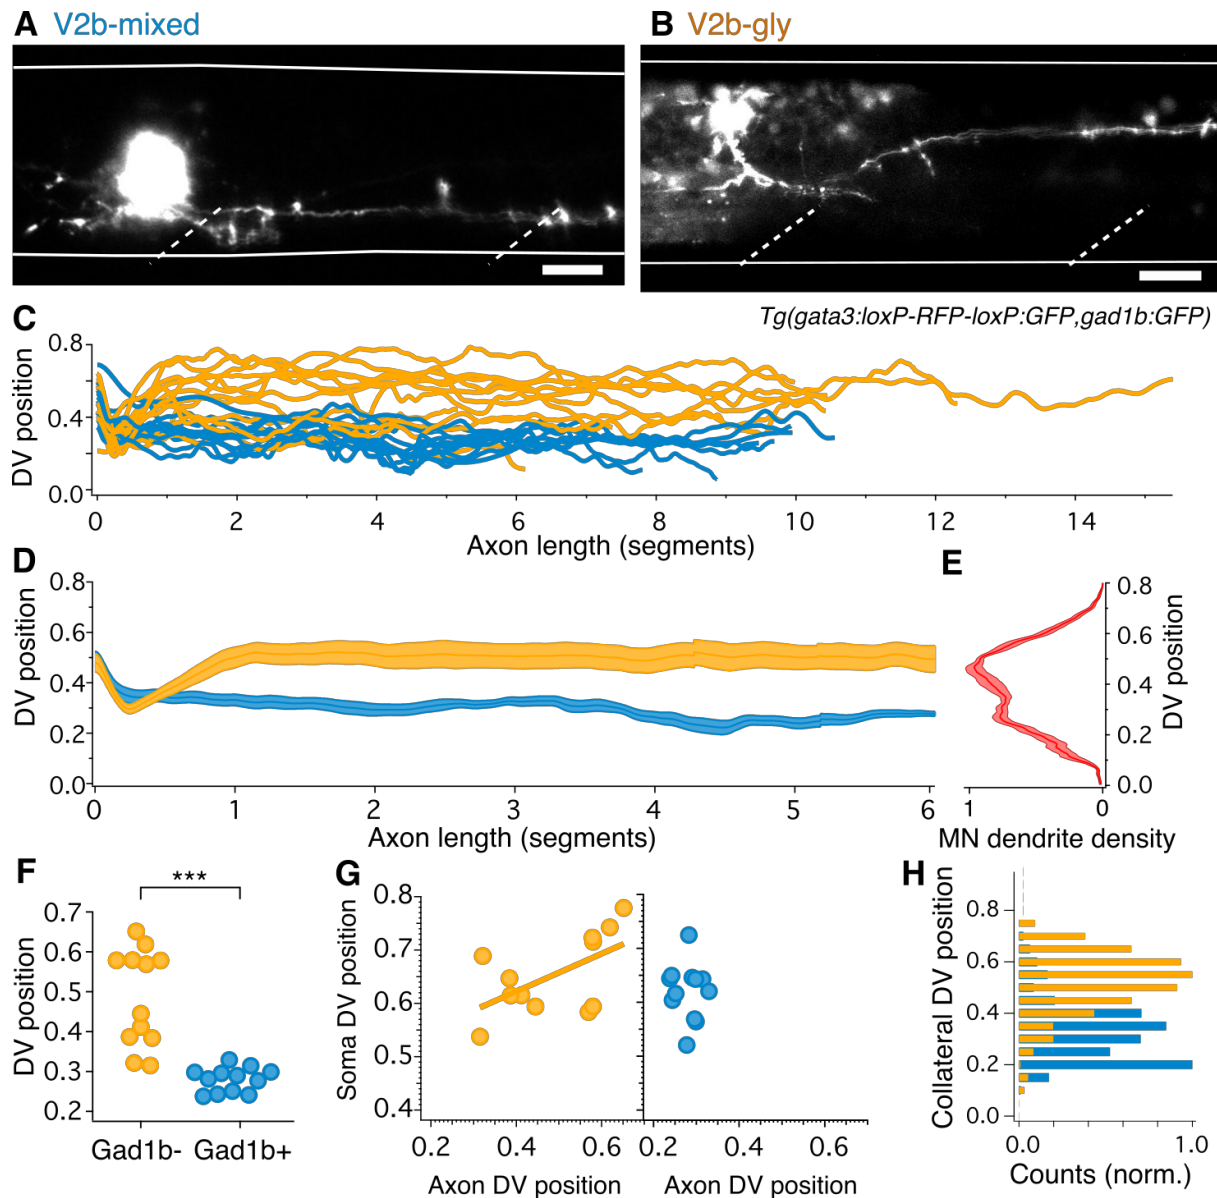 A V2b-mixed
B V2b-gly
Tg(gata3:loxP-RFP-loxP:GFP,gad1b:GFP)
C
DV position
0.8
0.4
0.0
0 2 4 6 8 10 12 14
Axon length (segments)
D
DV position
0.8
0.6
0.4
0.2
0.0
0 1 2 3 4 5 6
Axon length (segments)
E
0.8
0.6
0.4
0.2
0.0
DV position
1 0
MN dendrite density
F
DV position
0.7
0.6
0.5
0.4
0.3
0.2
***
Gad1b- Gad1b+
G
Soma DV position
0.8
0.7
0.6
0.5
0.4
0.2 0.4 0.6
Axon DV position
0.2 0.4 0.6
Axon DV position
H
Collateral DV position
0.8
0.6
0.4
0.2
0.0
0.0 1.0
Counts (norm.)